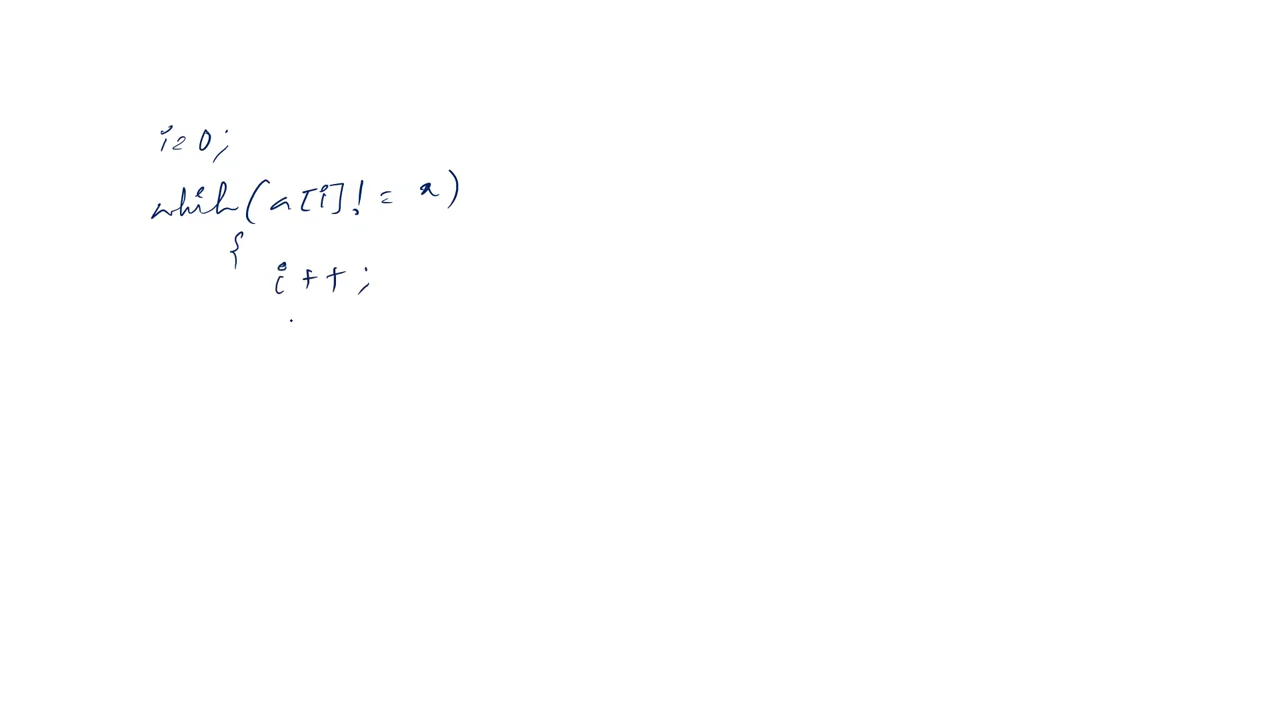 i=0;
while(a[i]!= x)
{
i++;